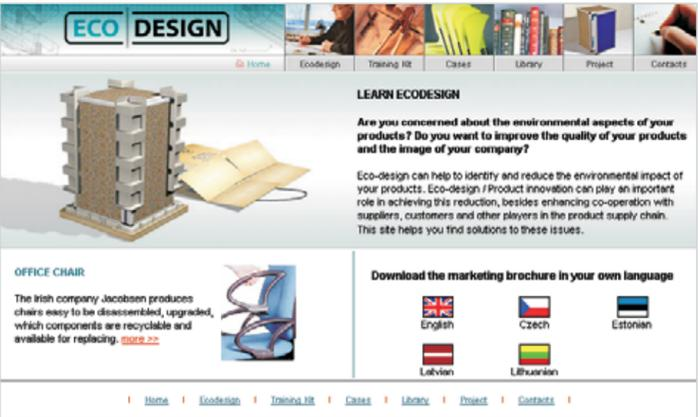 ECO DESIGN
Home Ecodesign Training Kit Cases Library Project Contacts
LEARN ECODESIGN
Are you concerned about the environmental aspects of your
products? Do you want to improve the quality of your products
and the image of your company?
Eco-design can help to identify and reduce the environmental impact of
your products. Eco-design / Product innovation can play an important
role in achieving this reduction, besides enhancing co-operation with
suppliers, customers and other players in the product supply chain.
This site helps you find solutions to these issues.
OFFICE CHAIR
The Irish company Jacobsen produces
chairs easy to be disassembled, upgraded,
which components are recyclable and
available for replacing. more >>
Download the marketing brochure in your own language
English Czech Estonian
Latvian Lithuanian
| Home | Ecodesign | Training Kit | Cases | Library | Project | Contacts |